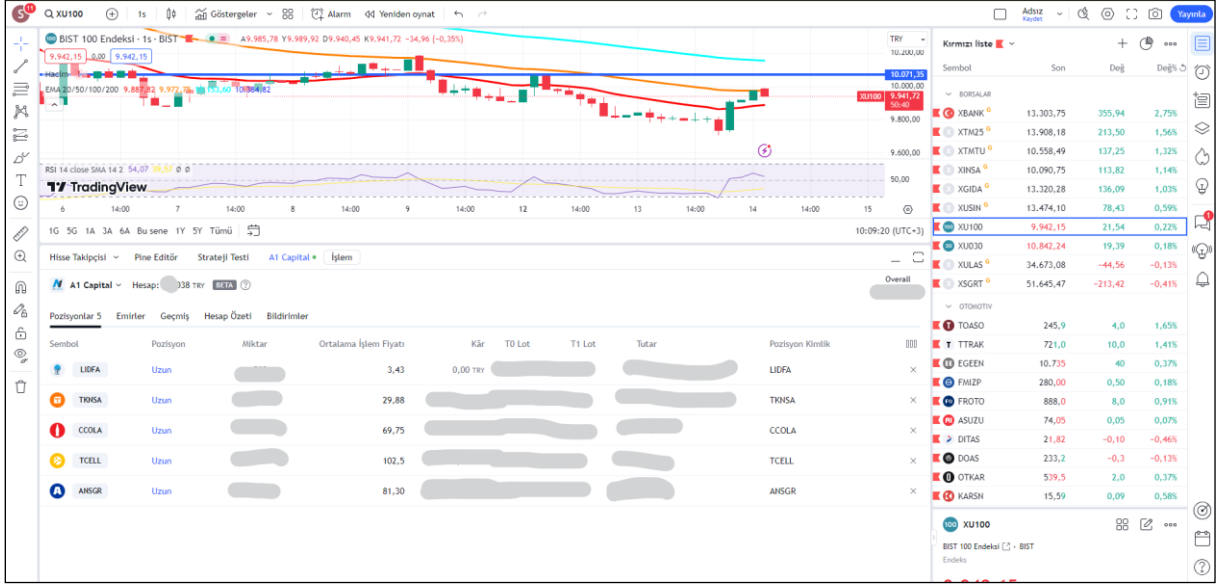 S 11 XU100 1s Göstergeler Alarm Yeniden oynat Adsız Kaydet Yayınla
BIST 100 Endeksi · 1s · BIST A9.985,78 Y9.989,92 D9.940,45 K9.941,72 -34,96 (-0,35%)
9.942,15 0,00 9.942,15
Hacim
EMA 20/50/100/200
TRY
10.200,00
10.071,35
10.000,00
XU100 9.941,72
50:40
9.800,00
9.600,00
RSI 14 close SMA 14 2 54,07 Ø Ø
50,00
TradingView
6 14:00 7 14:00 8 14:00 9 14:00 12 14:00 13 14:00 14 14:00 15
1G 5G 1A 3A 6A Bu sene 1Y 5Y Tümü 10:09:20 (UTC+3)
Hisse Takipçisi Pine Editör Strateji Testi A1 Capital İşlem
A1 Capital Hesap: 038 TRY BETA Overall
Pozisyonlar 5 Emirler Geçmiş Hesap Özeti Bildirimler
Sembol Pozisyon Miktar Ortalama İşlem Fiyatı Kâr T0 Lot T1 Lot Tutar Pozisyon Kimlik
LIDFA Uzun 3,43 0,00 TRY LIDFA
TKNSA Uzun 29,88 TKNSA
CCOLA Uzun 69,75 CCOLA
TCELL Uzun 102,5 TCELL
ANSGR Uzun 81,30 ANSGR
Kırmızı liste
Sembol Son Değ Değ%
BORSALAR
XBANK G 13.303,75 355,94 2,75%
XTM25 G 13.908,18 213,50 1,56%
XTMTU G 10.558,49 137,25 1,32%
XINSA G 10.090,75 113,82 1,14%
XGIDA G 13.320,28 136,09 1,03%
XUSIN G 13.474,10 78,43 0,59%
100 XU100 9.942,15 21,54 0,22%
30 XU030 10.842,24 19,39 0,18%
XULAS G 34.673,08 -44,56 -0,13%
XSGRT G 51.645,47 -213,42 -0,41%
OTOMOTIV
TOASO 245,9 4,0 1,65%
T TTRAK 721,0 10,0 1,41%
EGEEN 10.735 40 0,37%
FMIZP 280,00 0,50 0,18%
FROTO 888,0 8,0 0,91%
ASUZU 74,05 0,05 0,07%
DITAS 21,82 -0,10 -0,46%
DOAS 233,2 -0,3 -0,13%
OTKAR 539,5 2,0 0,37%
KARSN 15,59 0,09 0,58%
100 XU100
BIST 100 Endeksi · BIST
Endeks
1